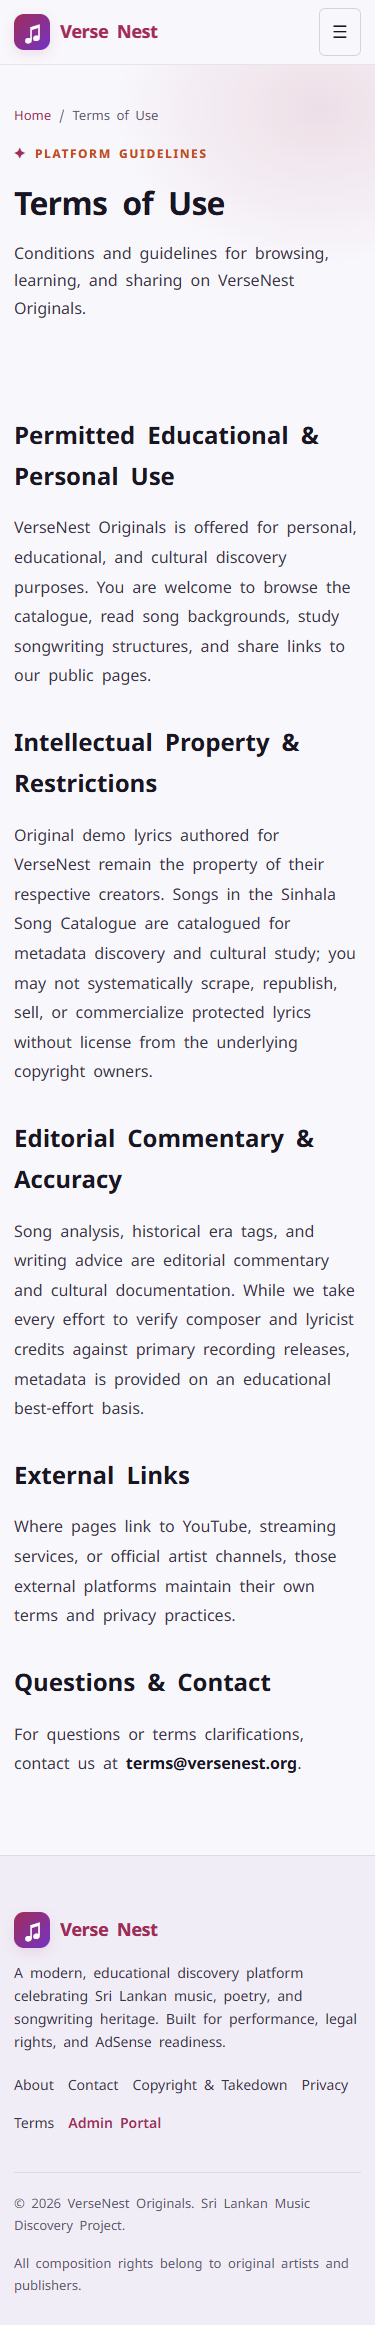 Verse Nest
☰
Home / Terms of Use
✦ PLATFORM GUIDELINES
Terms of Use
Conditions and guidelines for browsing,
learning, and sharing on VerseNest
Originals.
Permitted Educational &
Personal Use
VerseNest Originals is offered for personal,
educational, and cultural discovery
purposes. You are welcome to browse the
catalogue, read song backgrounds, study
songwriting structures, and share links to
our public pages.
Intellectual Property &
Restrictions
Original demo lyrics authored for
VerseNest remain the property of their
respective creators. Songs in the Sinhala
Song Catalogue are catalogued for
metadata discovery and cultural study; you
may not systematically scrape, republish,
sell, or commercialize protected lyrics
without license from the underlying
copyright owners.
Editorial Commentary &
Accuracy
Song analysis, historical era tags, and
writing advice are editorial commentary
and cultural documentation. While we take
every effort to verify composer and lyricist
credits against primary recording releases,
metadata is provided on an educational
best-effort basis.
External Links
Where pages link to YouTube, streaming
services, or official artist channels, those
external platforms maintain their own
terms and privacy practices.
Questions & Contact
For questions or terms clarifications,
contact us at terms@versenest.org.
Verse Nest
A modern, educational discovery platform
celebrating Sri Lankan music, poetry, and
songwriting heritage. Built for performance, legal
rights, and AdSense readiness.
About Contact Copyright & Takedown Privacy
Terms Admin Portal
© 2026 VerseNest Originals. Sri Lankan Music
Discovery Project.
All composition rights belong to original artists and
publishers.